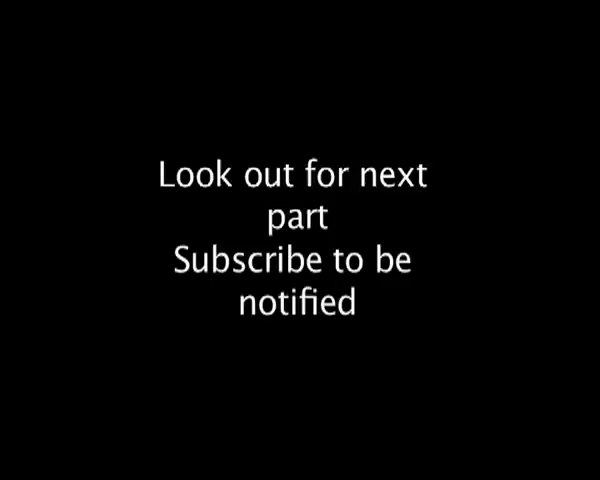 Look out for next
part
Subscribe to be
notified